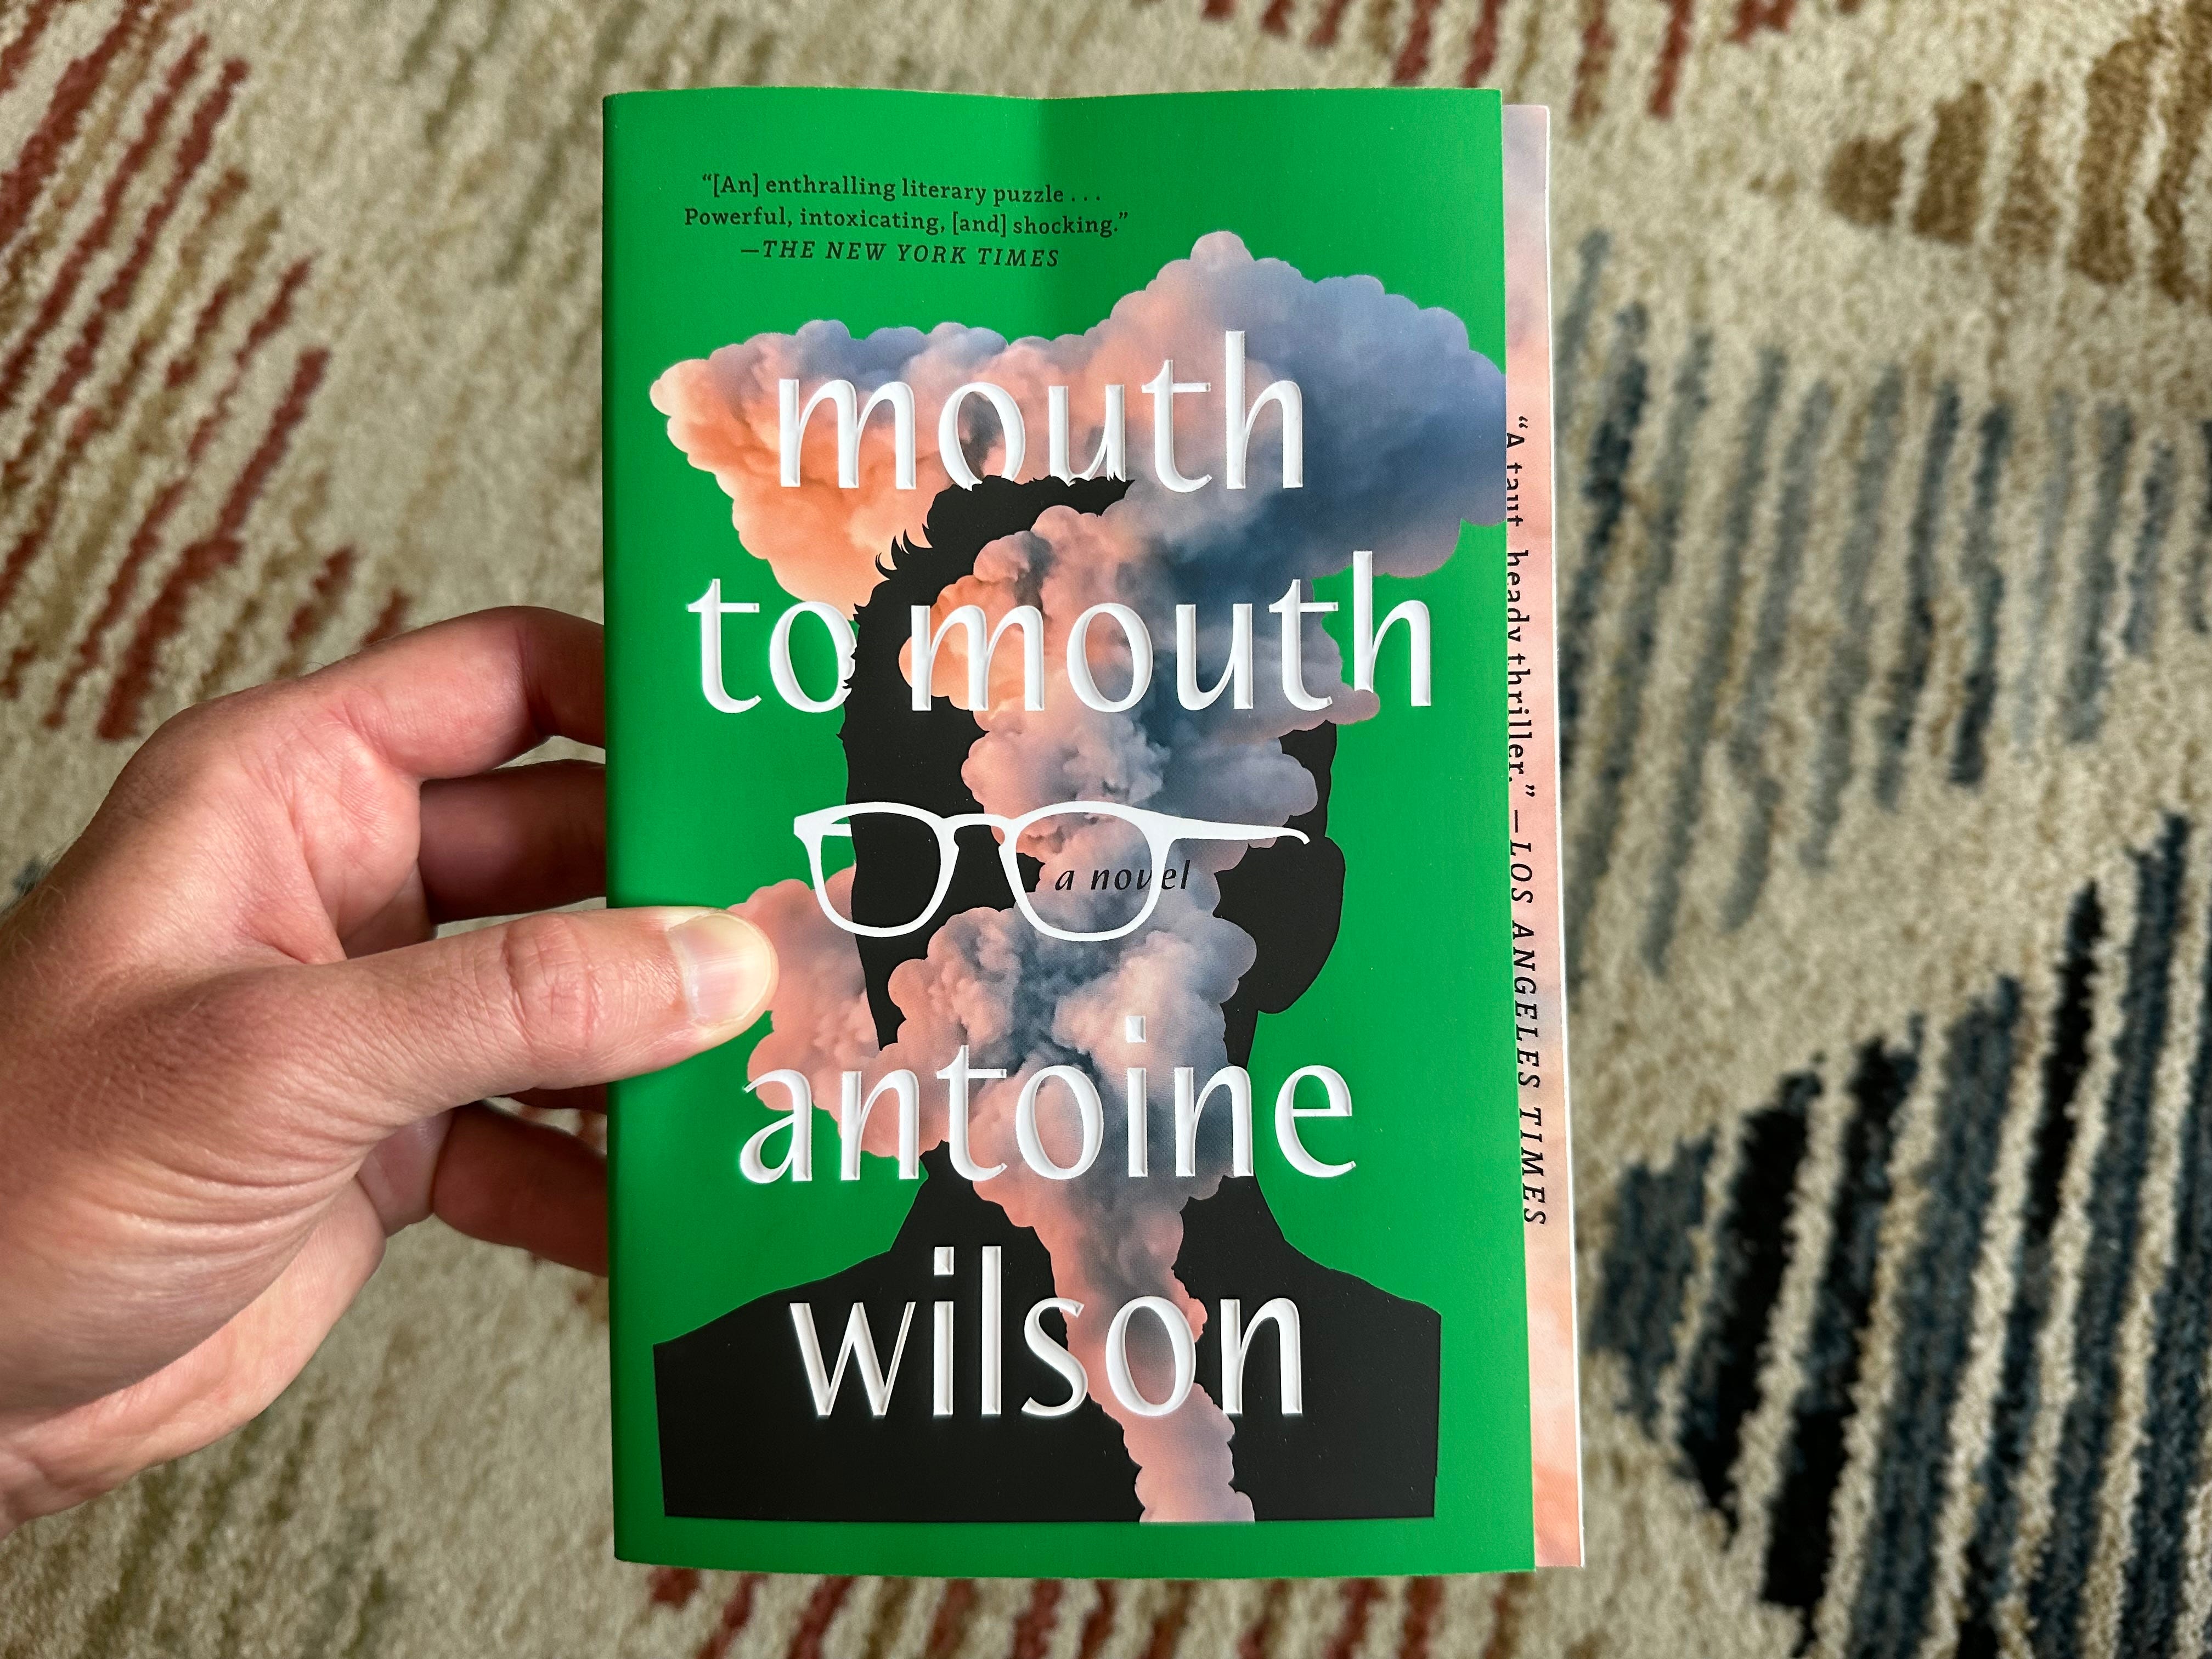 “[An] enthralling literary puzzle . . .
Powerful, intoxicating, [and] shocking.”
—THE NEW YORK TIMES
mouth
to mouth
a novel
antoine
wilson
“A taut, heady thriller.” —LOS ANGELES TIMES